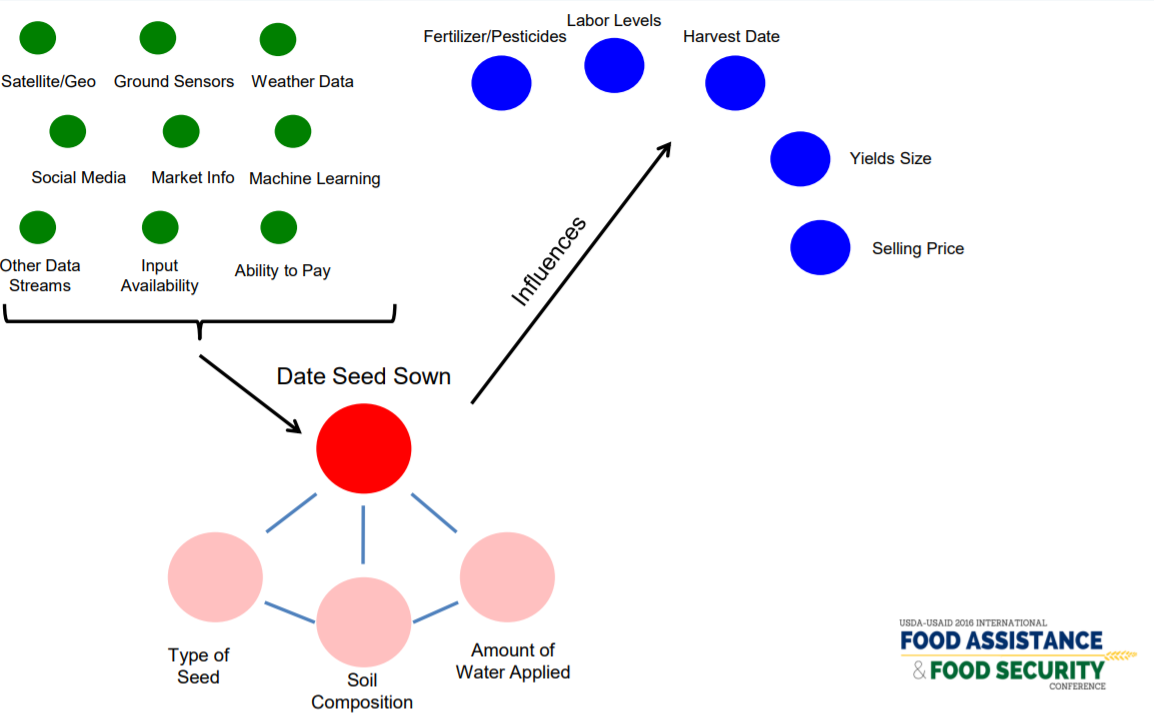 Labor Levels
Fertilizer/Pesticides
Harvest Date
Satellite/Geo
Ground Sensors
Weather Data
Social Media
Market Info
Machine Learning
Yields Size
Other Data
Streams
Input
Availability
Ability to Pay
Selling Price
Influences
Date Seed Sown
Type of
Seed
Soil
Composition
Amount of
Water Applied
USDA-USAID 2016 INTERNATIONAL
FOOD ASSISTANCE
& FOOD SECURITY
CONFERENCE